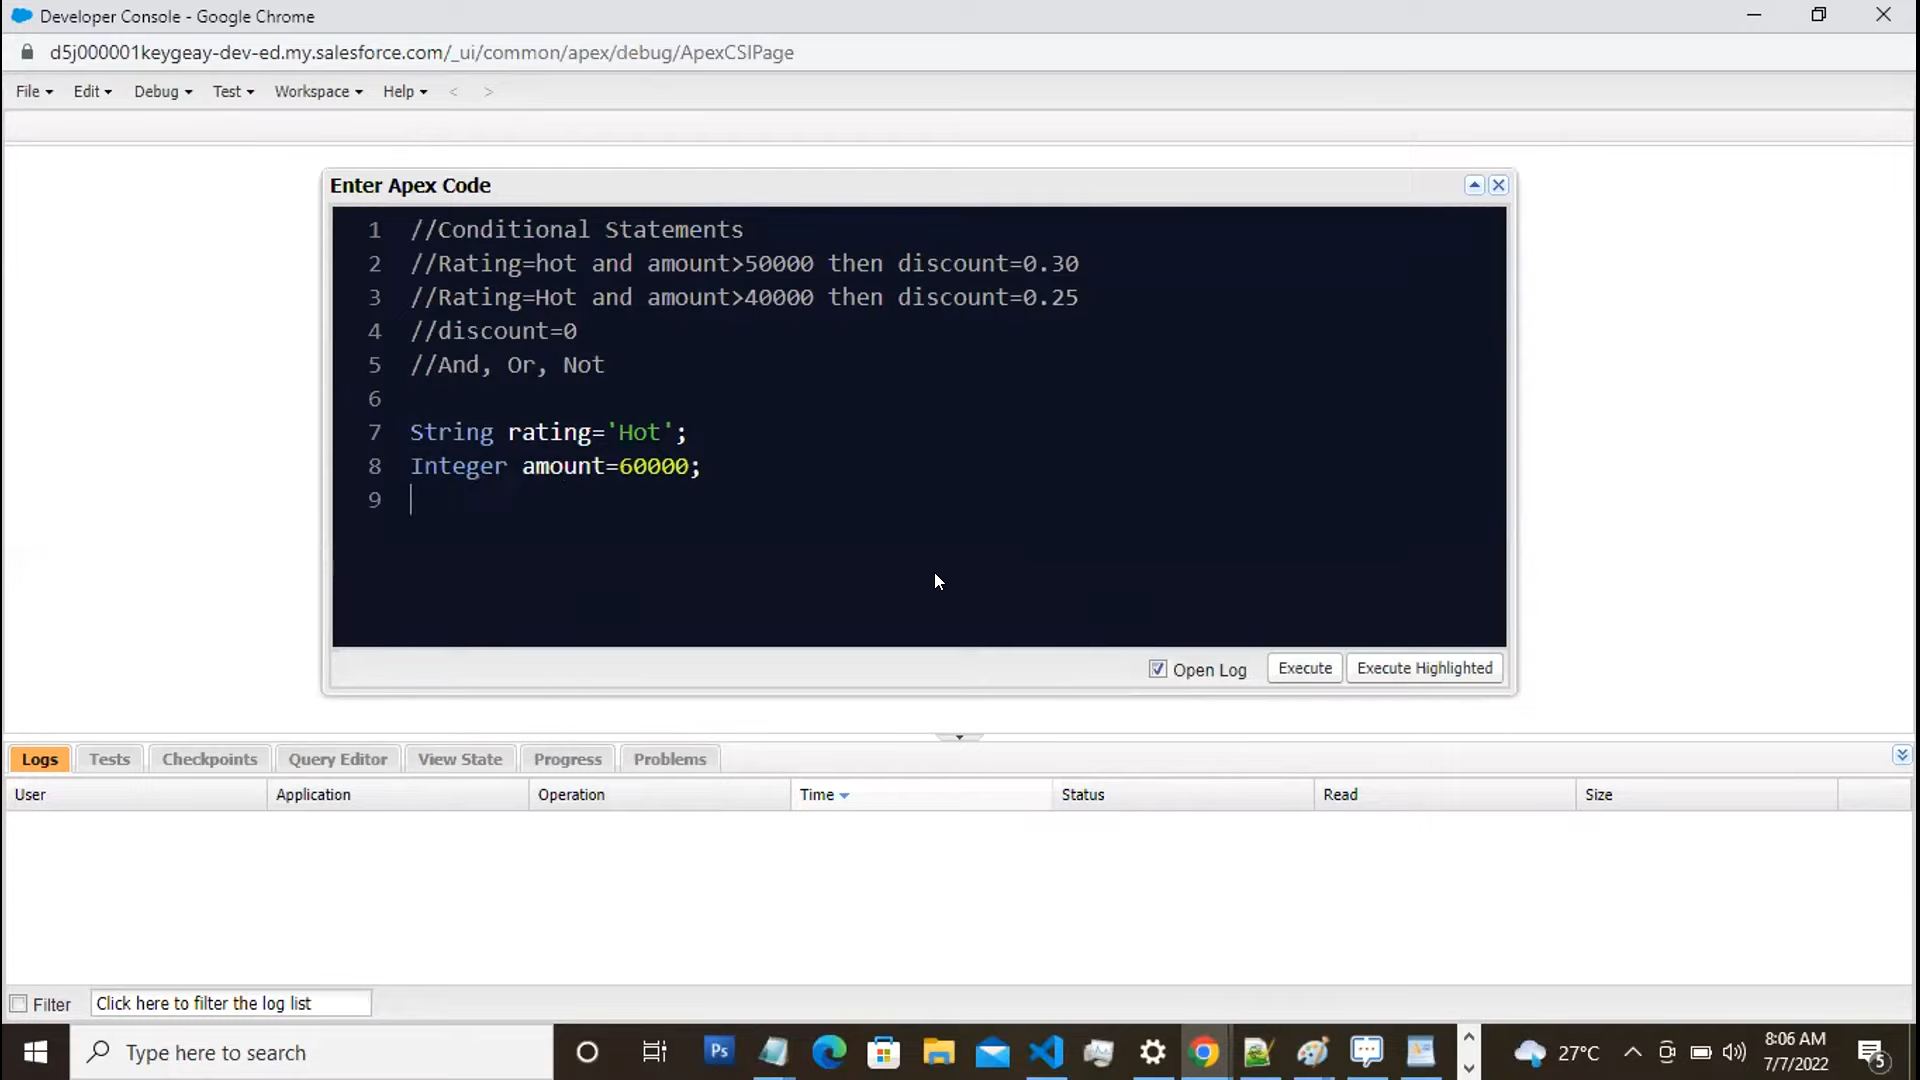 Developer Console - Google Chrome
d5j000001keygeay-dev-ed.my.salesforce.com/_ui/common/apex/debug/ApexCSIPage
File Edit Debug Test Workspace Help < >
Enter Apex Code
1 //Conditional Statements
2 //Rating=hot and amount>50000 then discount=0.30
3 //Rating=Hot and amount>40000 then discount=0.25
4 //discount=0
5 //And, Or, Not
6
7 String rating='Hot';
8 Integer amount=60000;
9
Open Log Execute Execute Highlighted
Logs Tests Checkpoints Query Editor View State Progress Problems
User Application Operation Time Status Read Size
Filter Click here to filter the log list
Type here to search
Ps
27°C
8:06 AM
7/7/2022
5